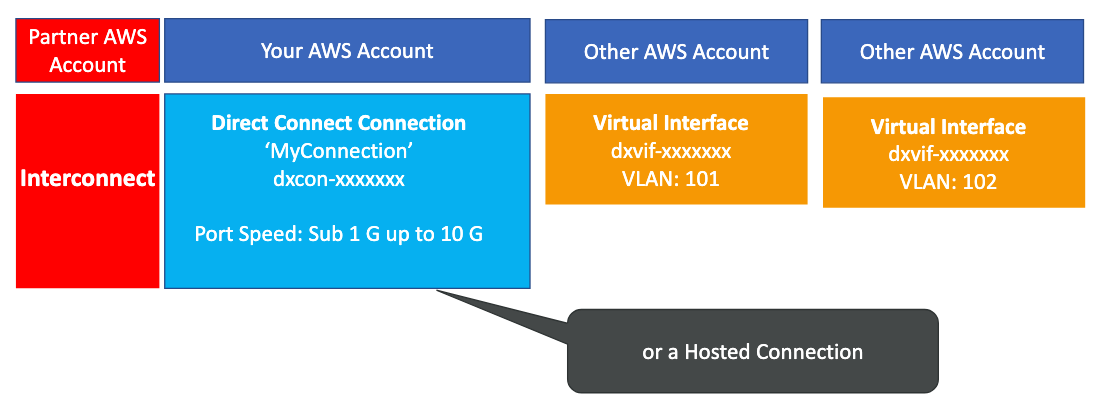 Partner AWS
Account
Your AWS Account
Other AWS Account
Other AWS Account
Interconnect
Direct Connect Connection
‘MyConnection’
dxcon-xxxxxxx
Port Speed: Sub 1 G up to 10 G
Virtual Interface
dxvif-xxxxxxx
VLAN: 101
Virtual Interface
dxvif-xxxxxxx
VLAN: 102
or a Hosted Connection